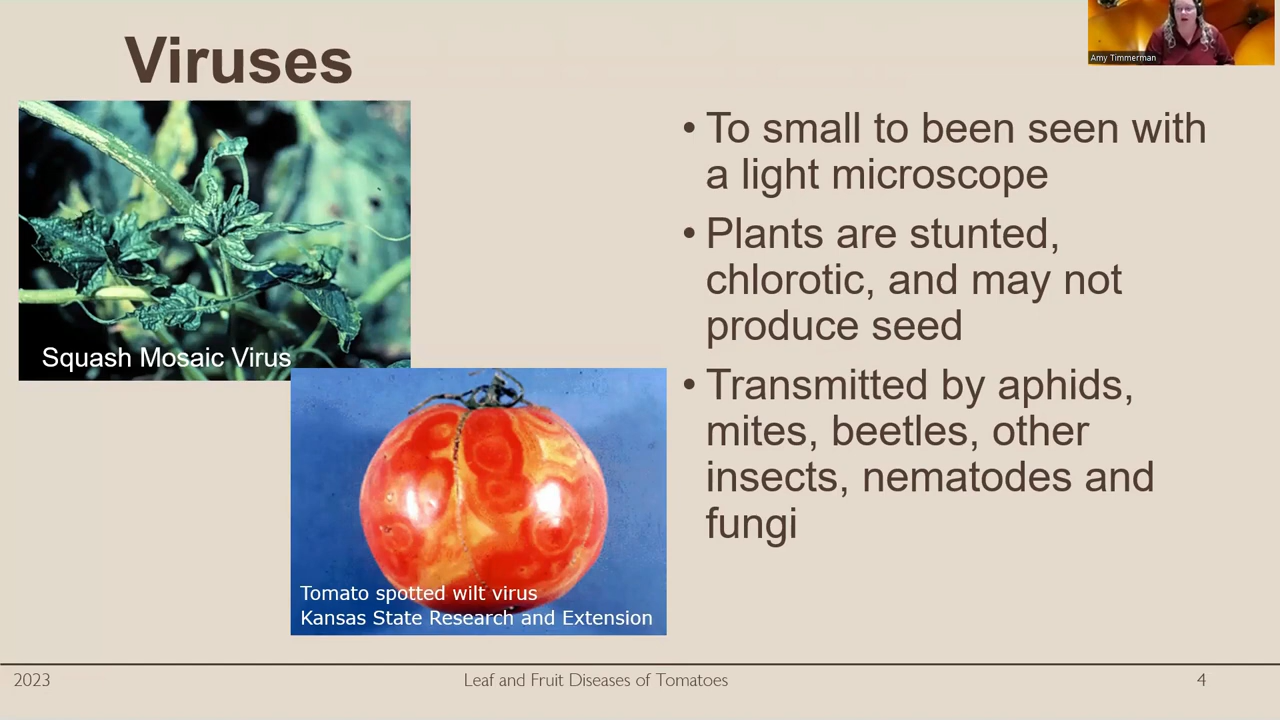 Viruses
Amy Timmerman
Squash Mosaic Virus
Tomato spotted wilt virus
Kansas State Research and Extension
• To small to been seen with
a light microscope
• Plants are stunted,
chlorotic, and may not
produce seed
• Transmitted by aphids,
mites, beetles, other
insects, nematodes and
fungi
2023
Leaf and Fruit Diseases of Tomatoes
4